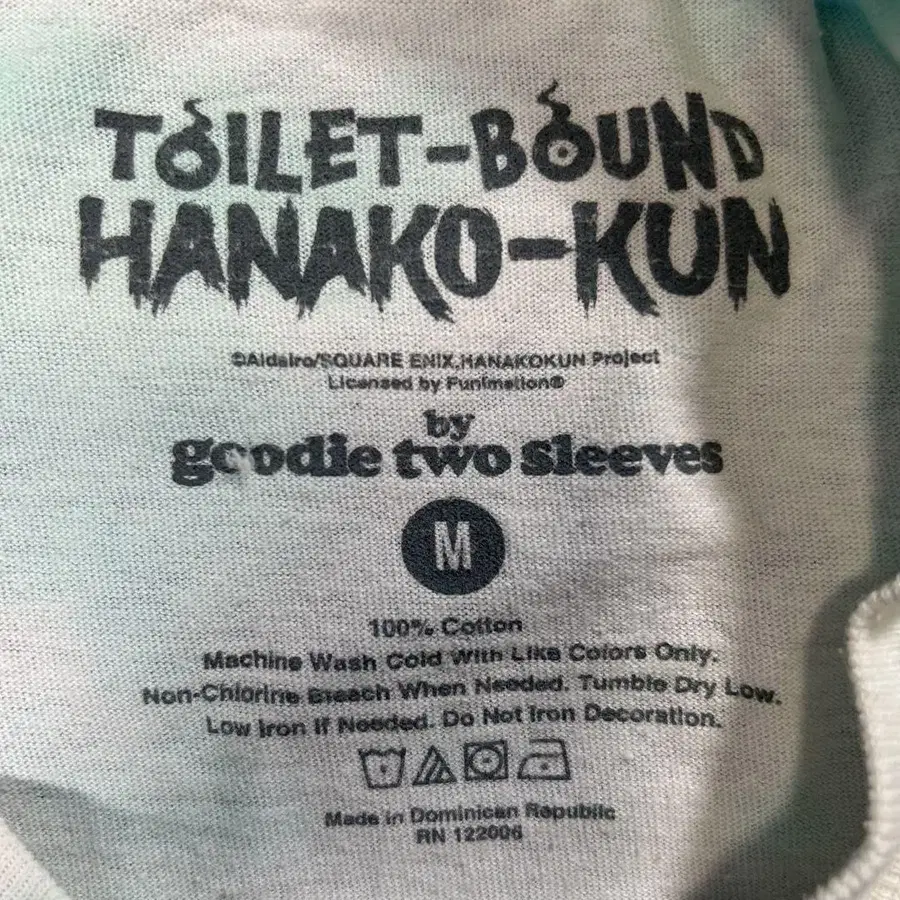 TOILET-BOUND
HANAKO-KUN
©AidaIro/SQUARE ENIX,HANAKOKUN Project
Licensed by Funimation®
by
goodie two sleeves
M
100% Cotton
Machine Wash Cold With Like Colors Only.
Non-Chlorine Bleach When Needed. Tumble Dry Low.
Low Iron If Needed. Do Not Iron Decoration.
Made in Dominican Republic
RN 122006